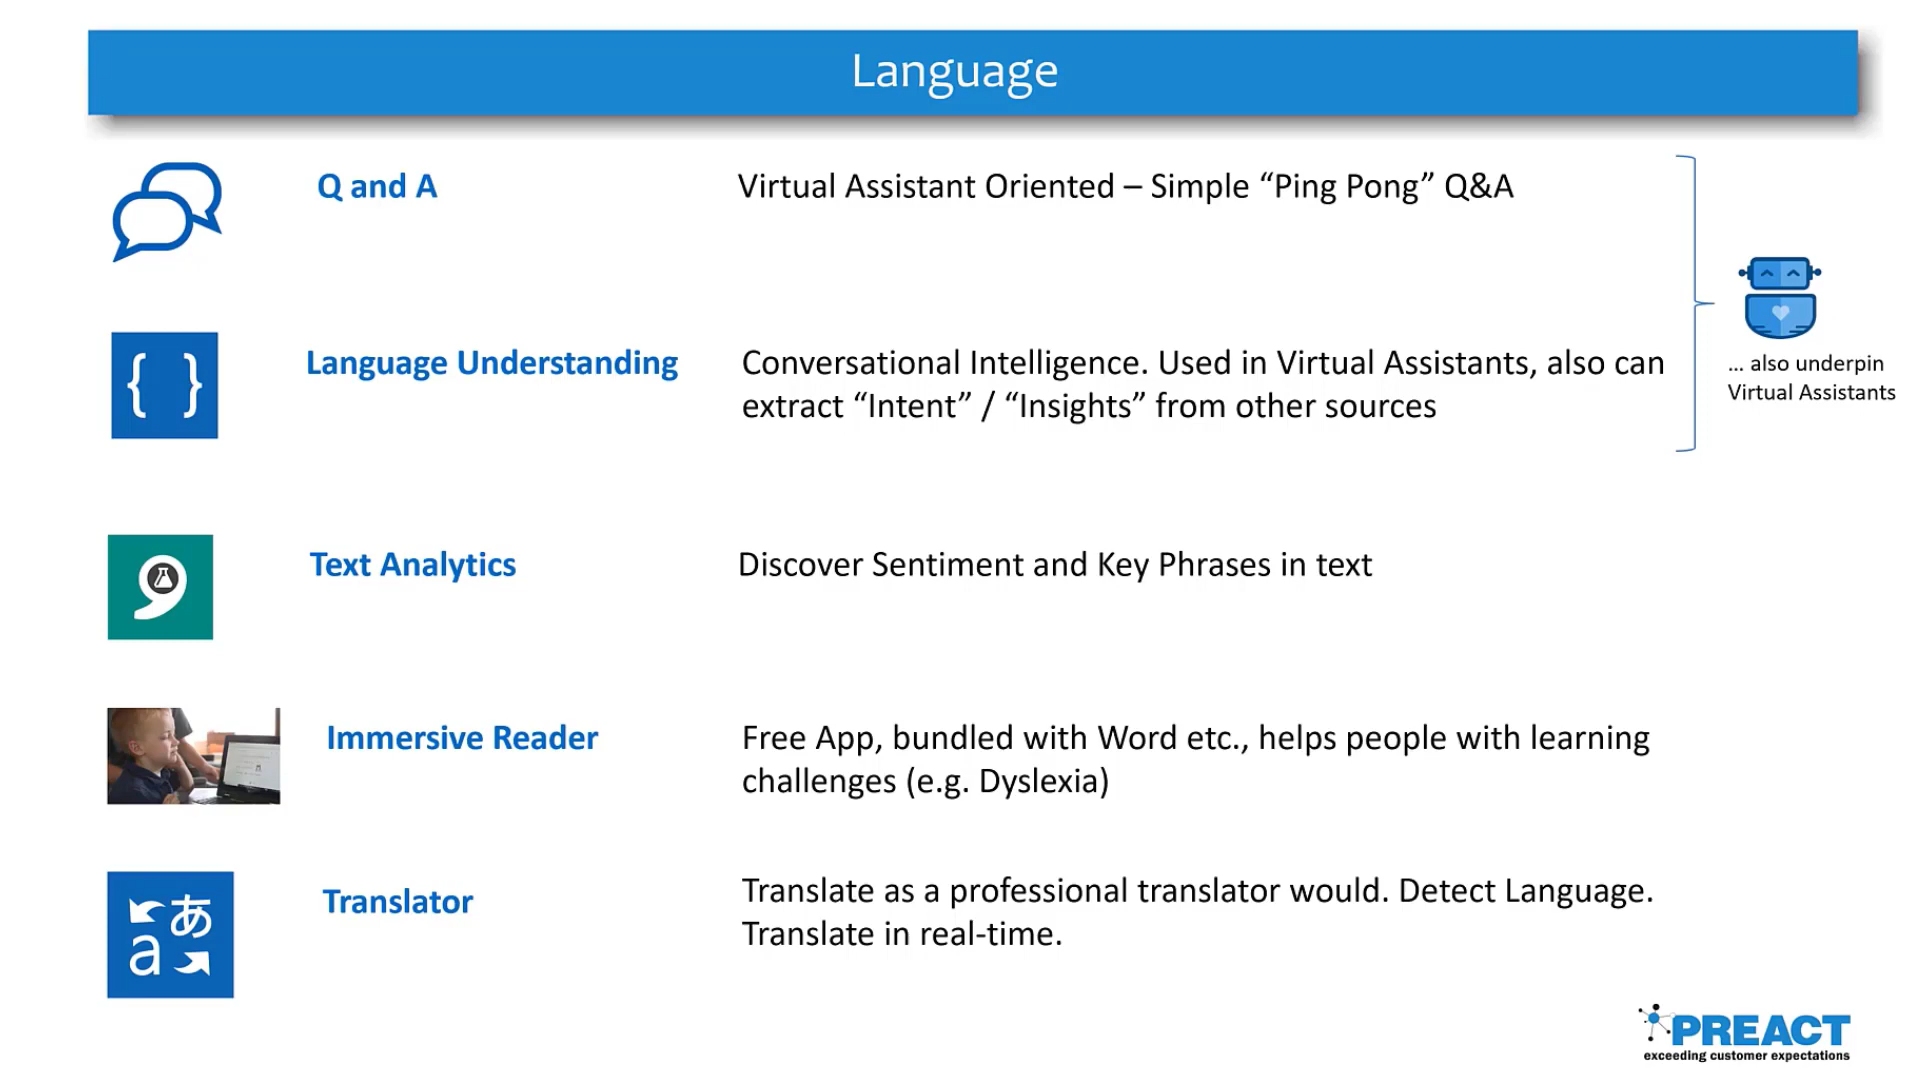 Language
Q and A
Virtual Assistant Oriented – Simple “Ping Pong” Q&A
Language Understanding
Conversational Intelligence. Used in Virtual Assistants, also can
extract “Intent” / “Insights” from other sources
... also underpin
Virtual Assistants
Text Analytics
Discover Sentiment and Key Phrases in text
Immersive Reader
Free App, bundled with Word etc., helps people with learning
challenges (e.g. Dyslexia)
あ
a
Translator
Translate as a professional translator would. Detect Language.
Translate in real-time.
PREACT
exceeding customer expectations